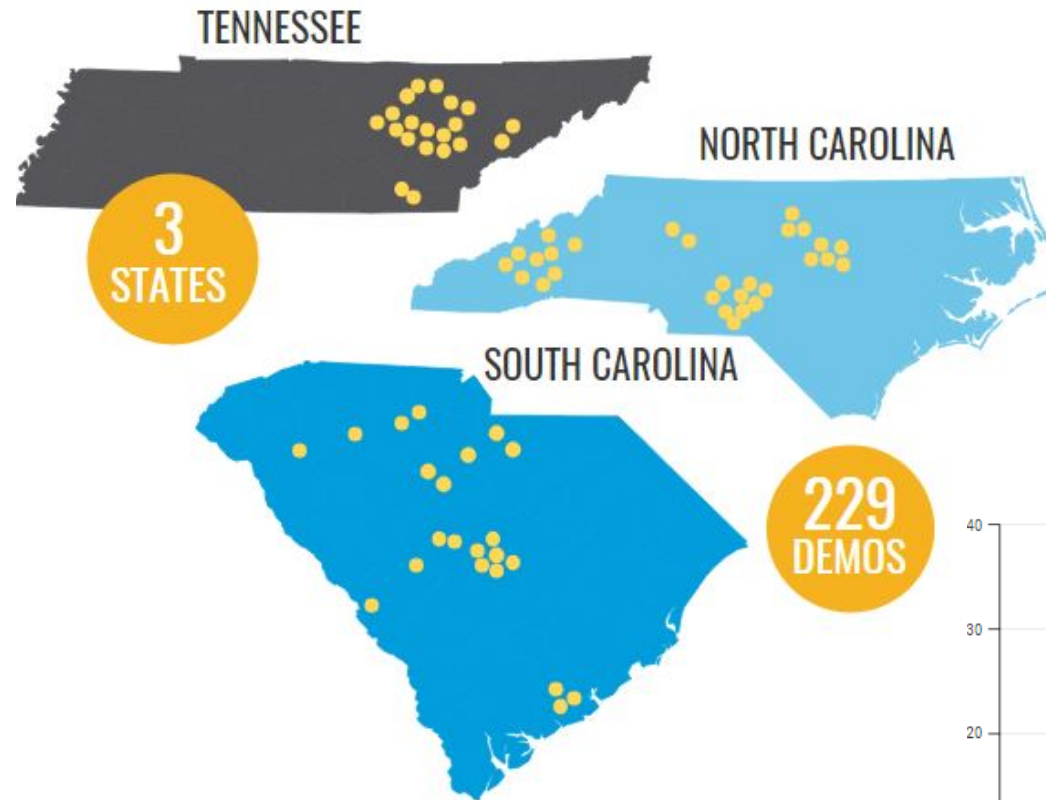 TENNESSEE
NORTH CAROLINA
3
STATES
SOUTH CAROLINA
229
DEMOS
40
30
20